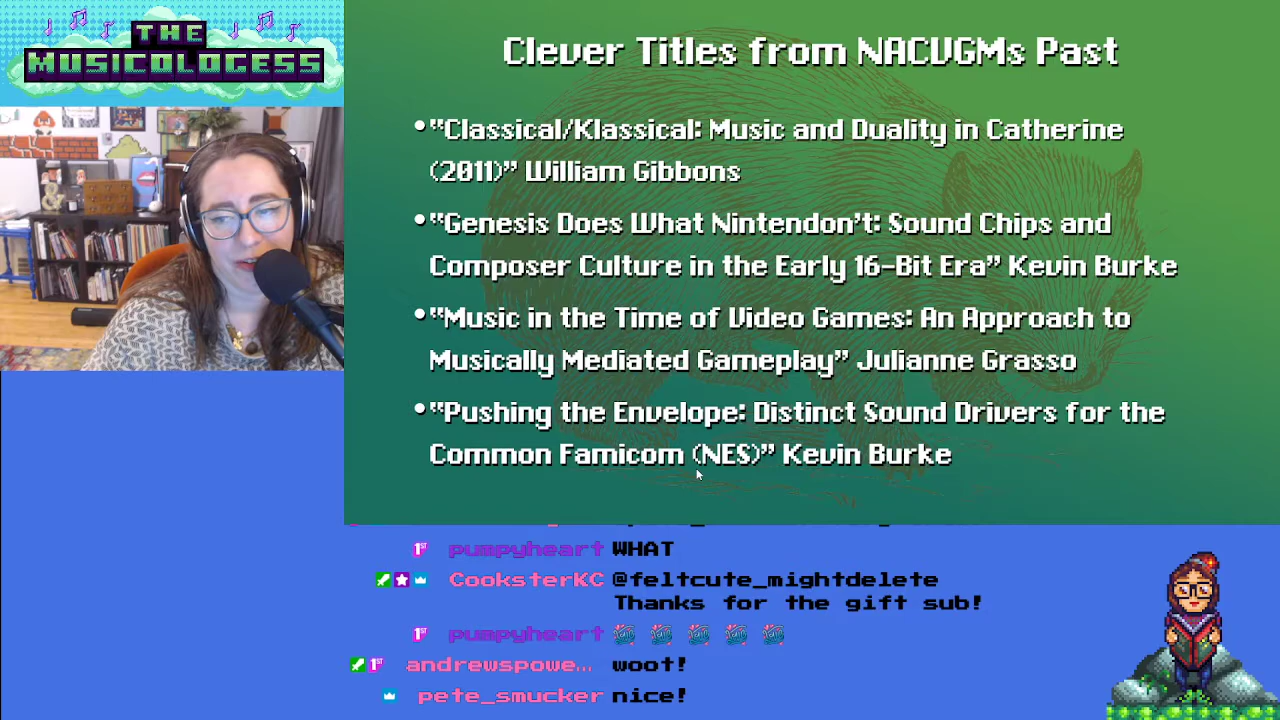 THE
MUSICOLOGESS
Clever Titles from NACVGMs Past
•"Classical/Klassical: Music and Duality in Catherine
(2011)" William Gibbons
•"Genesis Does What Nintendon't: Sound Chips and
Composer Culture in the Early 16-Bit Era" Kevin Burke
•"Music in the Time of Video Games: An Approach to
Musically Mediated Gameplay" Julianne Grasso
•"Pushing the Envelope: Distinct Sound Drivers for the
Common Famicom (NES)" Kevin Burke
pumpyheart WHAT
CooksterKC @feltcute_mightdelete
Thanks for the gift sub!
pumpyheart
andrewspowe... woot!
pete_smucker nice!